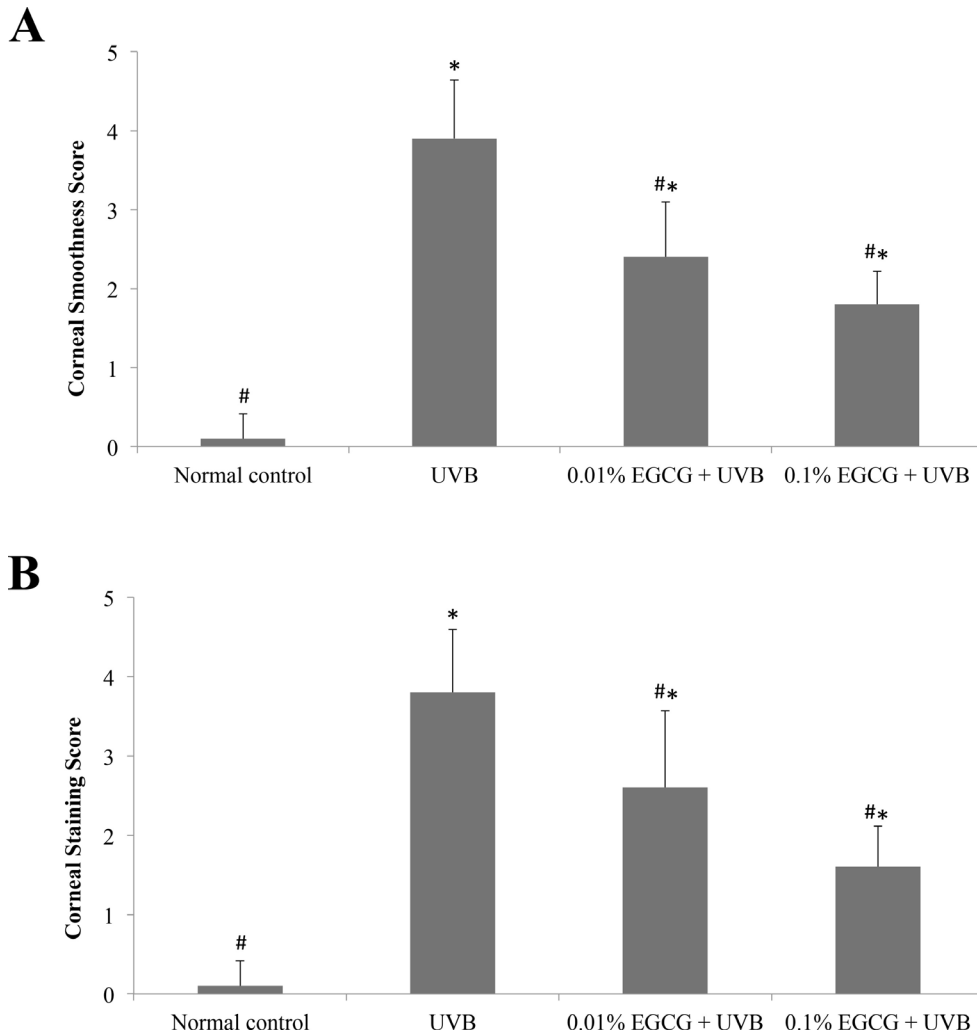 A
5
4
3
2
1
0
Corneal Smoothness Score
#
*
#*
#*
Normal control
UVB
0.01% EGCG + UVB
0.1% EGCG + UVB
B
5
4
3
2
1
0
Corneal Staining Score
#
*
#*
#*
Normal control
UVB
0.01% EGCG + UVB
0.1% EGCG + UVB